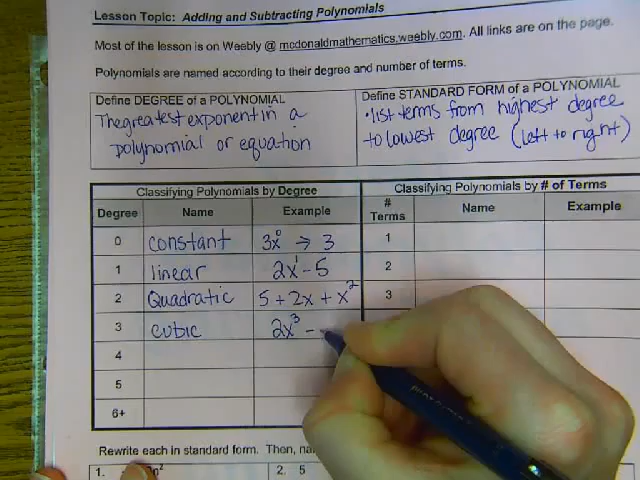 Lesson Topic: Adding and Subtracting Polynomials
Most of the lesson is on Weebly @ mcdonaldmathematics.weebly.com. All links are on the page.
Polynomials are named according to their degree and number of terms.
Define DEGREE of a POLYNOMIAL
The greatest exponent in a
polynomial or equation
Define STANDARD FORM of a POLYNOMIAL
•list terms from highest degree
to lowest degree (left to right)
Classifying Polynomials by Degree
Degree Name Example
0 constant 3x⁰ → 3
1 linear 2x¹ - 5
2 Quadratic 5 + 2x + x²
3 cubic 2x³ -
4
5
6+
Classifying Polynomials by # of Terms
# Terms Name Example
1
2
3
Rewrite each in standard form. Then,
1.
2. 5